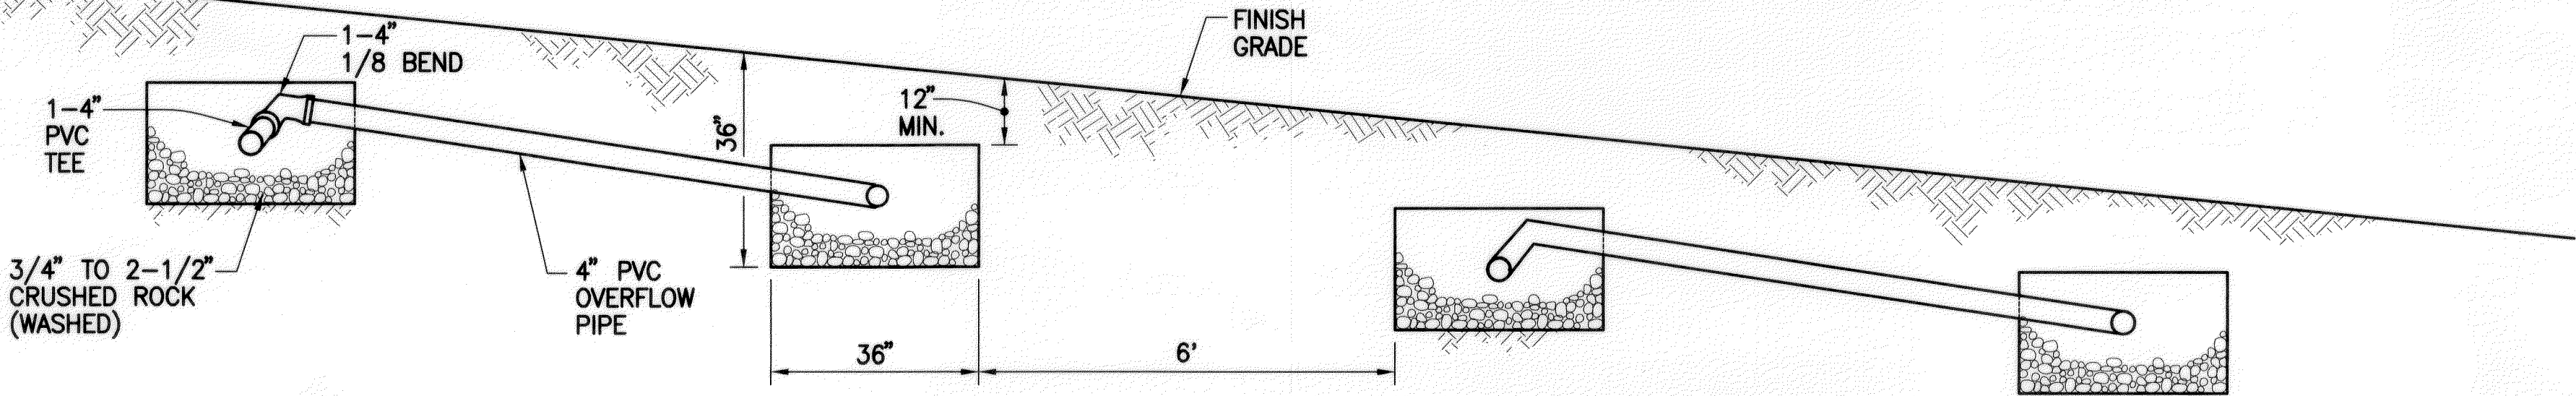 1-4"
1/8 BEND
1-4"
PVC
TEE
3/4" TO 2-1/2"
CRUSHED ROCK
(WASHED)
4" PVC
OVERFLOW
PIPE
36"
12"
MIN.
FINISH
GRADE
36"
6'